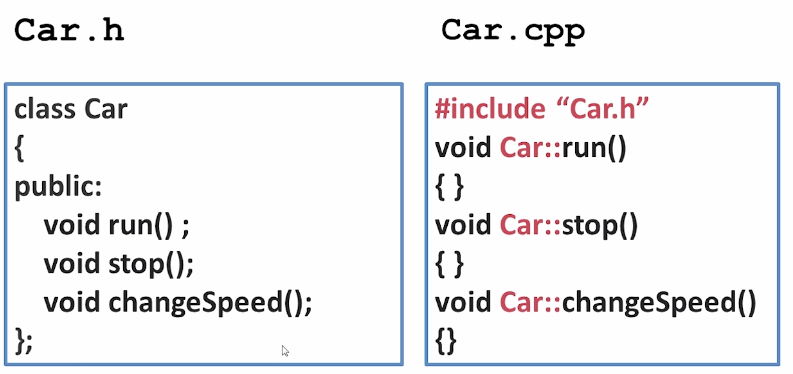 Car.h
class Car
{
public:
void run() ;
void stop();
void changeSpeed();
};
Car.cpp
#include “Car.h”
void Car::run()
{ }
void Car::stop()
{ }
void Car::changeSpeed()
{}